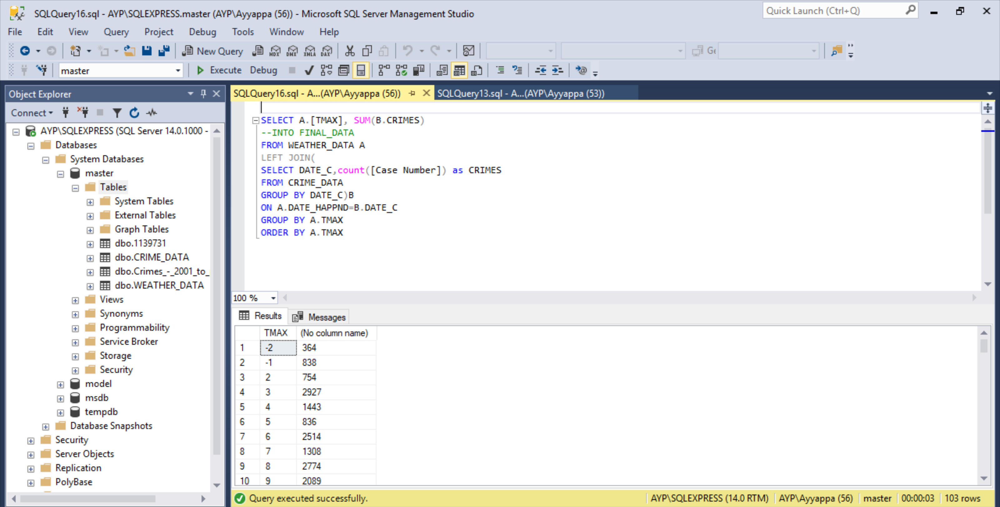 SQLQuery16.sql - AYP\SQLEXPRESS.master (AYP\Ayyappa (56)) - Microsoft SQL Server Management Studio
Quick Launch (Ctrl+Q)
File Edit View Query Project Debug Tools Window Help
New Query MDX DMX XMLA DAX Ge
master Execute Debug
Object Explorer
Connect
AYP\SQLEXPRESS (SQL Server 14.0.1000 -
Databases
System Databases
master
Tables
System Tables
External Tables
Graph Tables
dbo.1139731
dbo.CRIME_DATA
dbo.Crimes_-_2001_to_
dbo.WEATHER_DATA
Views
Synonyms
Programmability
Service Broker
Storage
Security
model
msdb
tempdb
Database Snapshots
Security
Server Objects
Replication
PolyBase
SQLQuery16.sql - A...(AYP\Ayyappa (56)) SQLQuery13.sql - A...(AYP\Ayyappa (53))
SELECT A.[TMAX], SUM(B.CRIMES)
--INTO FINAL_DATA
FROM WEATHER_DATA A
LEFT JOIN(
SELECT DATE_C,count([Case Number]) as CRIMES
FROM CRIME_DATA
GROUP BY DATE_C)B
ON A.DATE_HAPPND=B.DATE_C
GROUP BY A.TMAX
ORDER BY A.TMAX
100 %
Results Messages
TMAX (No column name)
1 -2 364
2 -1 838
3 2 754
4 3 2927
5 4 1443
6 5 836
7 6 2514
8 7 1308
9 8 2774
10 9 2089
Query executed successfully. AYP\SQLEXPRESS (14.0 RTM) AYP\Ayyappa (56) master 00:00:03 103 rows